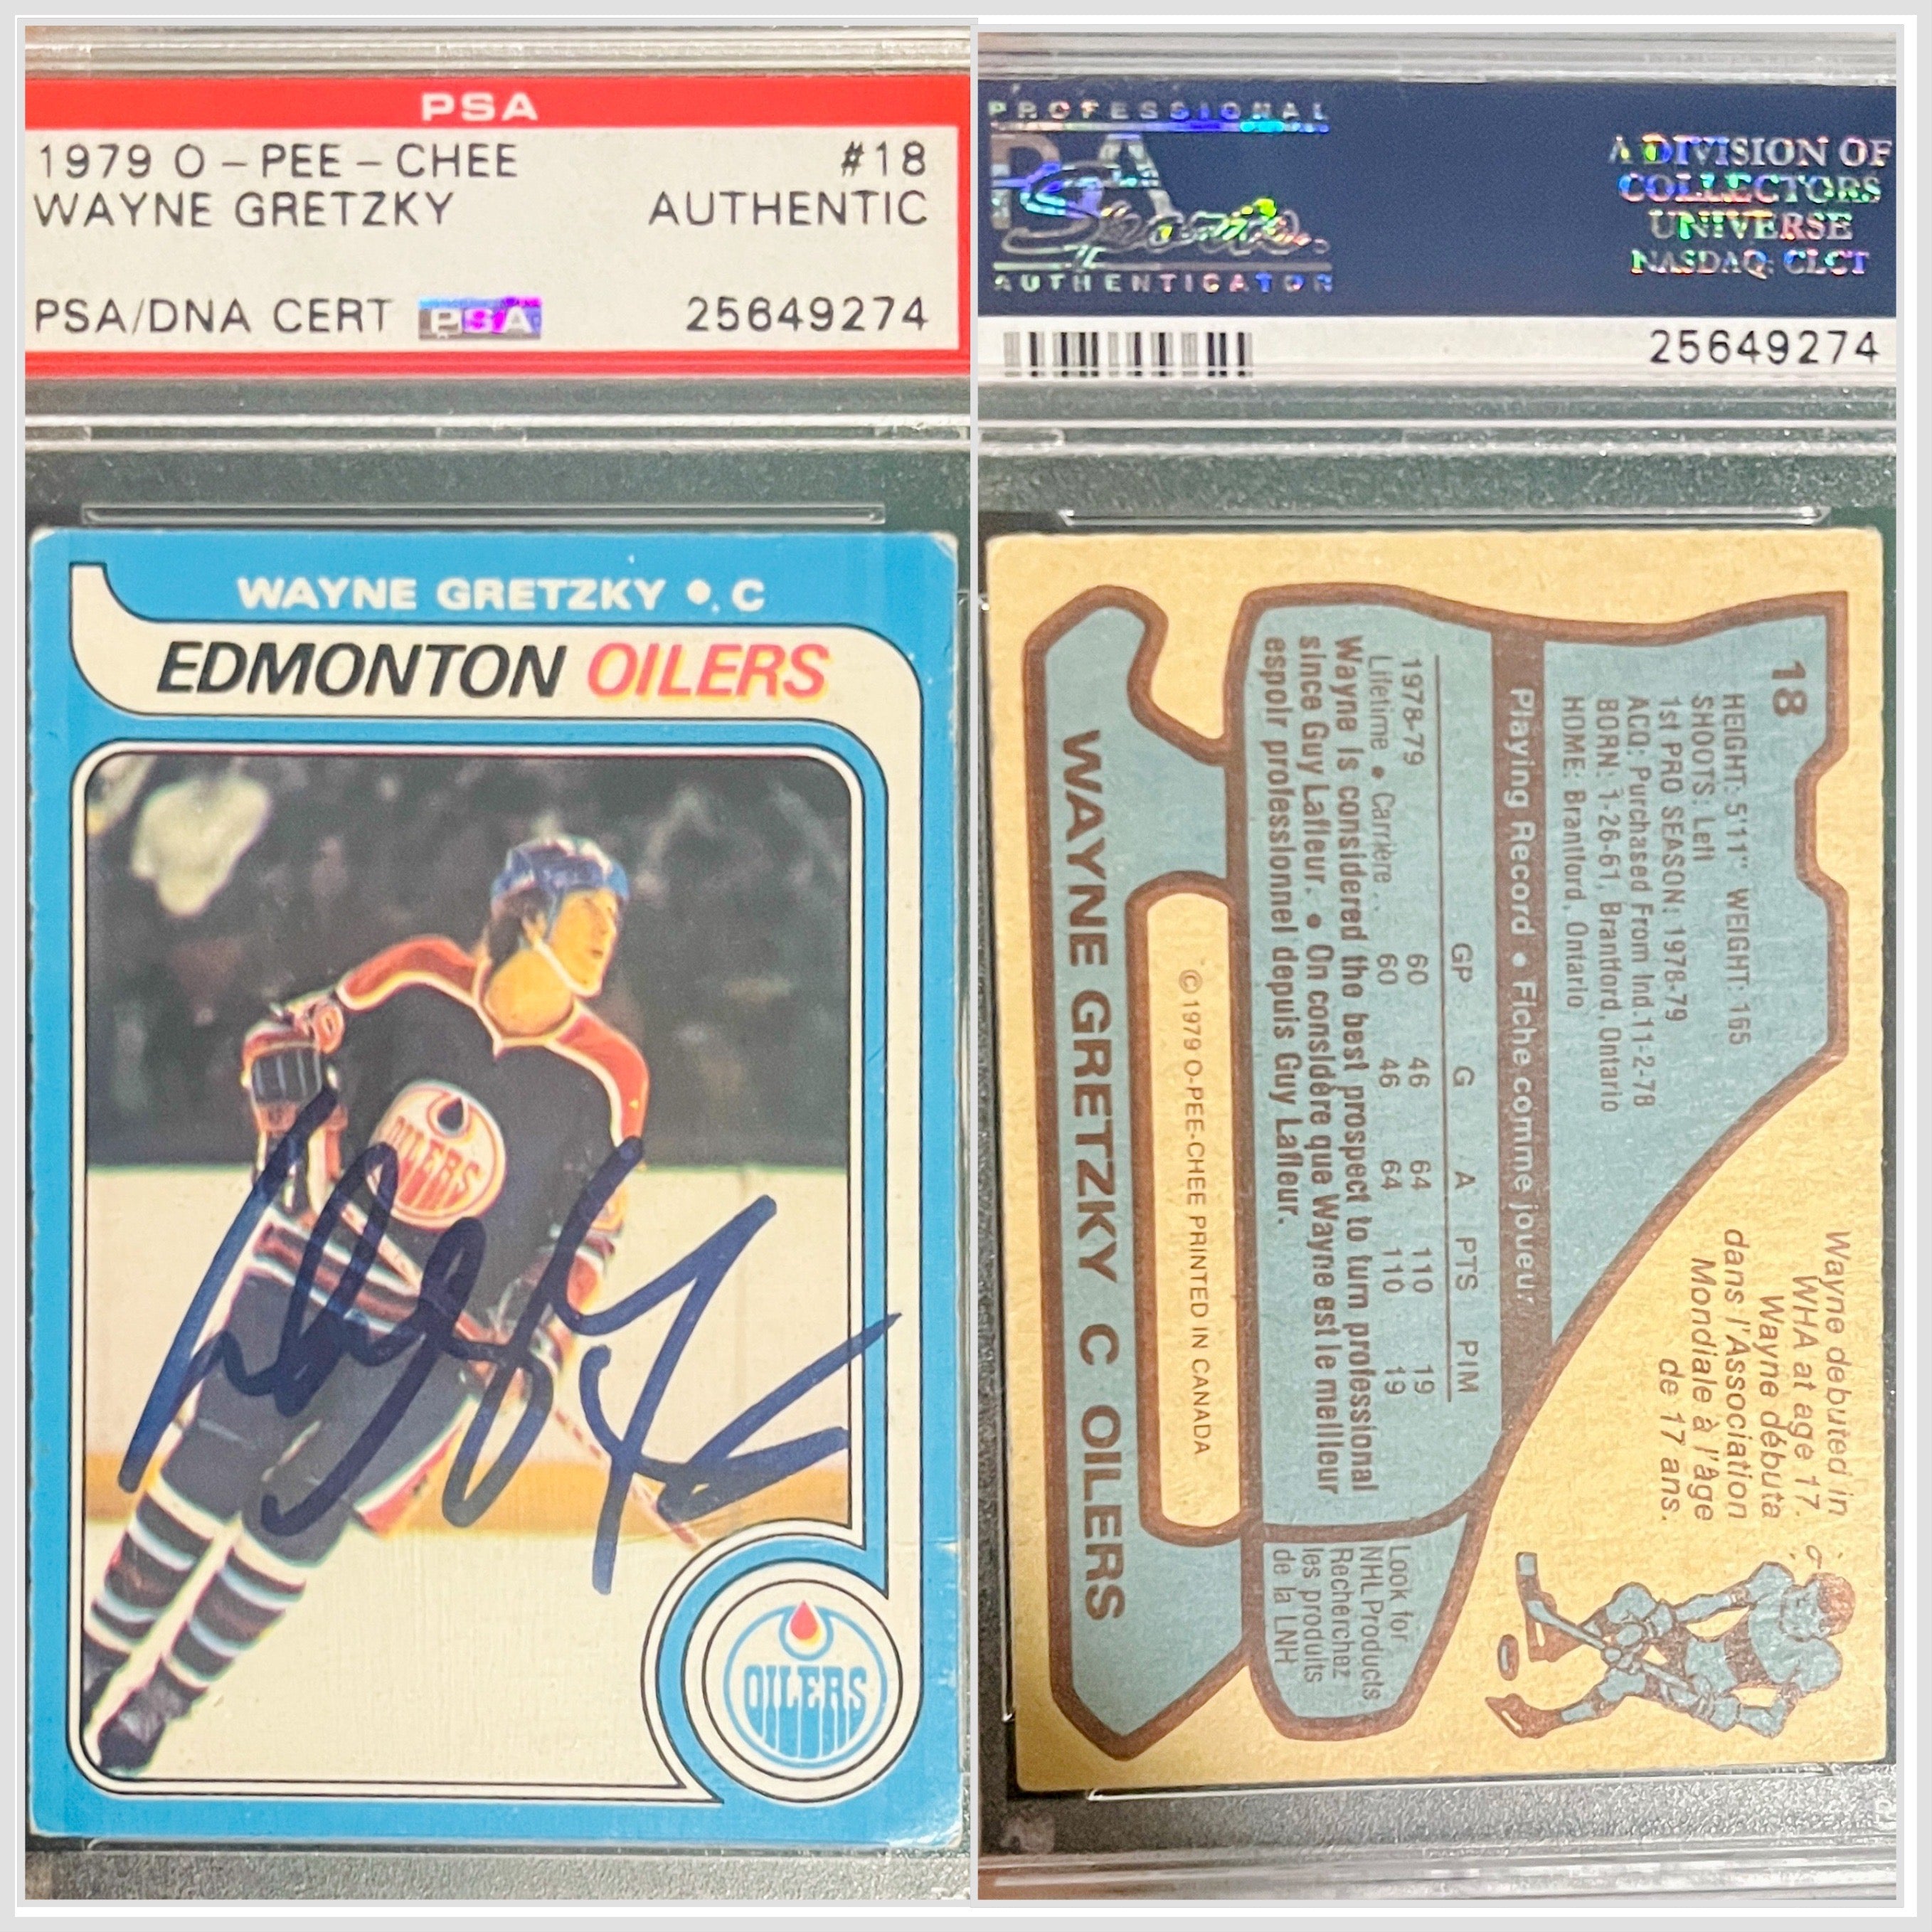 PSA
1979 O-PEE-CHEE #18
WAYNE GRETZKY AUTHENTIC
PSA/DNA CERT PSA 25649274
WAYNE GRETZKY • C
EDMONTON OILERS
OILERS
OILERS
PROFESSIONAL
PSA
Sports
AUTHENTICATOR
A DIVISION OF
COLLECTORS
UNIVERSE
NASDAQ: CLCT
25649274
18
HEIGHT: 5'11" WEIGHT: 165
SHOOTS: Left
1st PRO SEASON: 1978-79
ACQ: Purchased From Ind. 11-2-78
BORN: 1-26-61, Brantford, Ontario
HOME: Brantford, Ontario
Wayne debuted in
WHA at age 17.
Wayne débuta
dans l'Association
Mondiale à l'âge
de 17 ans.
Playing Record • Fiche comme joueur
GP G A PTS PIM
1978-79 60 46 64 110 19
Lifetime • Carrière.. 60 46 64 110 19
Wayne is considered the best prospect to turn professional
since Guy Lafleur. • On considère que Wayne est le meilleur
espoir professionnel depuis Guy Lafleur.
Look for
NHL Products
Recherchez
les produits
de la LNH
© 1979 O-PEE-CHEE PRINTED IN CANADA
WAYNE GRETZKY C OILERS